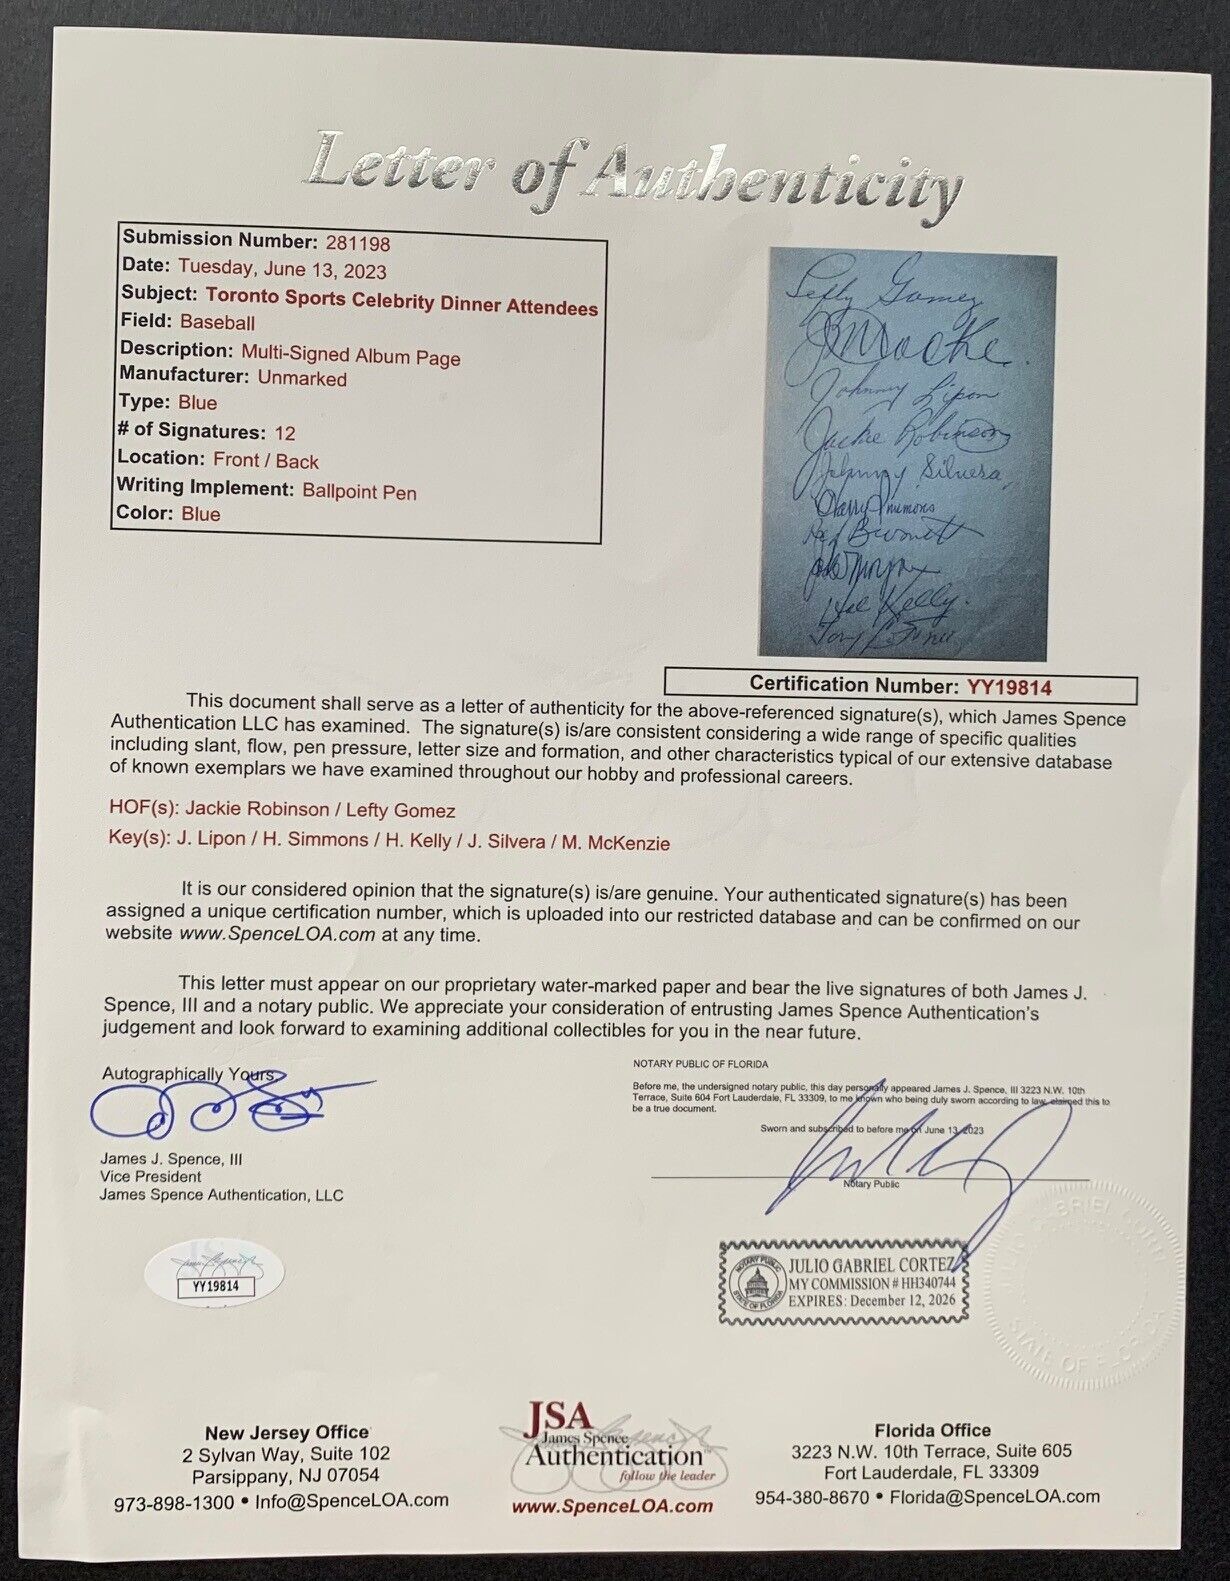 Letter of Authenticity
Submission Number: 281198
Date: Tuesday, June 13, 2023
Subject: Toronto Sports Celebrity Dinner Attendees
Field: Baseball
Description: Multi-Signed Album Page
Manufacturer: Unmarked
Type: Blue
# of Signatures: 12
Location: Front / Back
Writing Implement: Ballpoint Pen
Color: Blue
Lefty Gomez
Johnny Lipon
Jackie Robinson
Johnny Silvera
Harry Simmons
Hal Kelly.
Certification Number: YY19814
This document shall serve as a letter of authenticity for the above-referenced signature(s), which James Spence
Authentication LLC has examined. The signature(s) is/are consistent considering a wide range of specific qualities
including slant, flow, pen pressure, letter size and formation, and other characteristics typical of our extensive database
of known exemplars we have examined throughout our hobby and professional careers.
HOF(s): Jackie Robinson / Lefty Gomez
Key(s): J. Lipon / H. Simmons / H. Kelly / J. Silvera / M. McKenzie
It is our considered opinion that the signature(s) is/are genuine. Your authenticated signature(s) has been
assigned a unique certification number, which is uploaded into our restricted database and can be confirmed on our
website www.SpenceLOA.com at any time.
This letter must appear on our proprietary water-marked paper and bear the live signatures of both James J.
Spence, III and a notary public. We appreciate your consideration of entrusting James Spence Authentication's
judgement and look forward to examining additional collectibles for you in the near future.
Autographically Yours,
James J. Spence, III
Vice President
James Spence Authentication, LLC
NOTARY PUBLIC OF FLORIDA
Before me, the undersigned notary public, this day personally appeared James J. Spence, III 3223 N.W. 10th
Terrace, Suite 604 Fort Lauderdale, FL 33309, to me known who being duly sworn according to law, claimed this to
be a true document.
Sworn and subscribed to before me on June 13, 2023
Notary Public
YY19814
NOTARY PUBLIC
STATE OF FLORIDA
JULIO GABRIEL CORTEZ
MY COMMISSION # HH340744
EXPIRES: December 12, 2026
STATE OF FLORIDA
New Jersey Office
2 Sylvan Way, Suite 102
Parsippany, NJ 07054
973-898-1300 • Info@SpenceLOA.com
JSA
James Spence
Authentication
follow the leader
www.SpenceLOA.com
Florida Office
3223 N.W. 10th Terrace, Suite 605
Fort Lauderdale, FL 33309
954-380-8670 • Florida@SpenceLOA.com